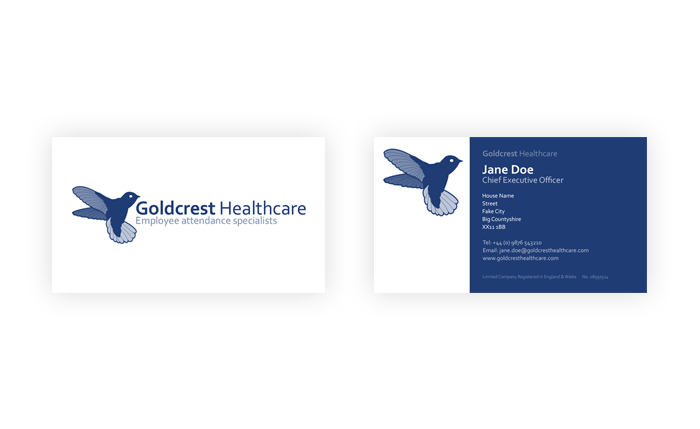 Goldcrest Healthcare
Employee attendance specialists
Goldcrest Healthcare
Jane Doe
Chief Executive Officer
House Name
Street
Fake City
Big Countyshire
XX11 1BB
Tel: +44 (0) 9876 543210
Email: jane.doe@goldcresthealthcare.com
www.goldcresthealthcare.com
Limited Company Registered in England & Wales No.